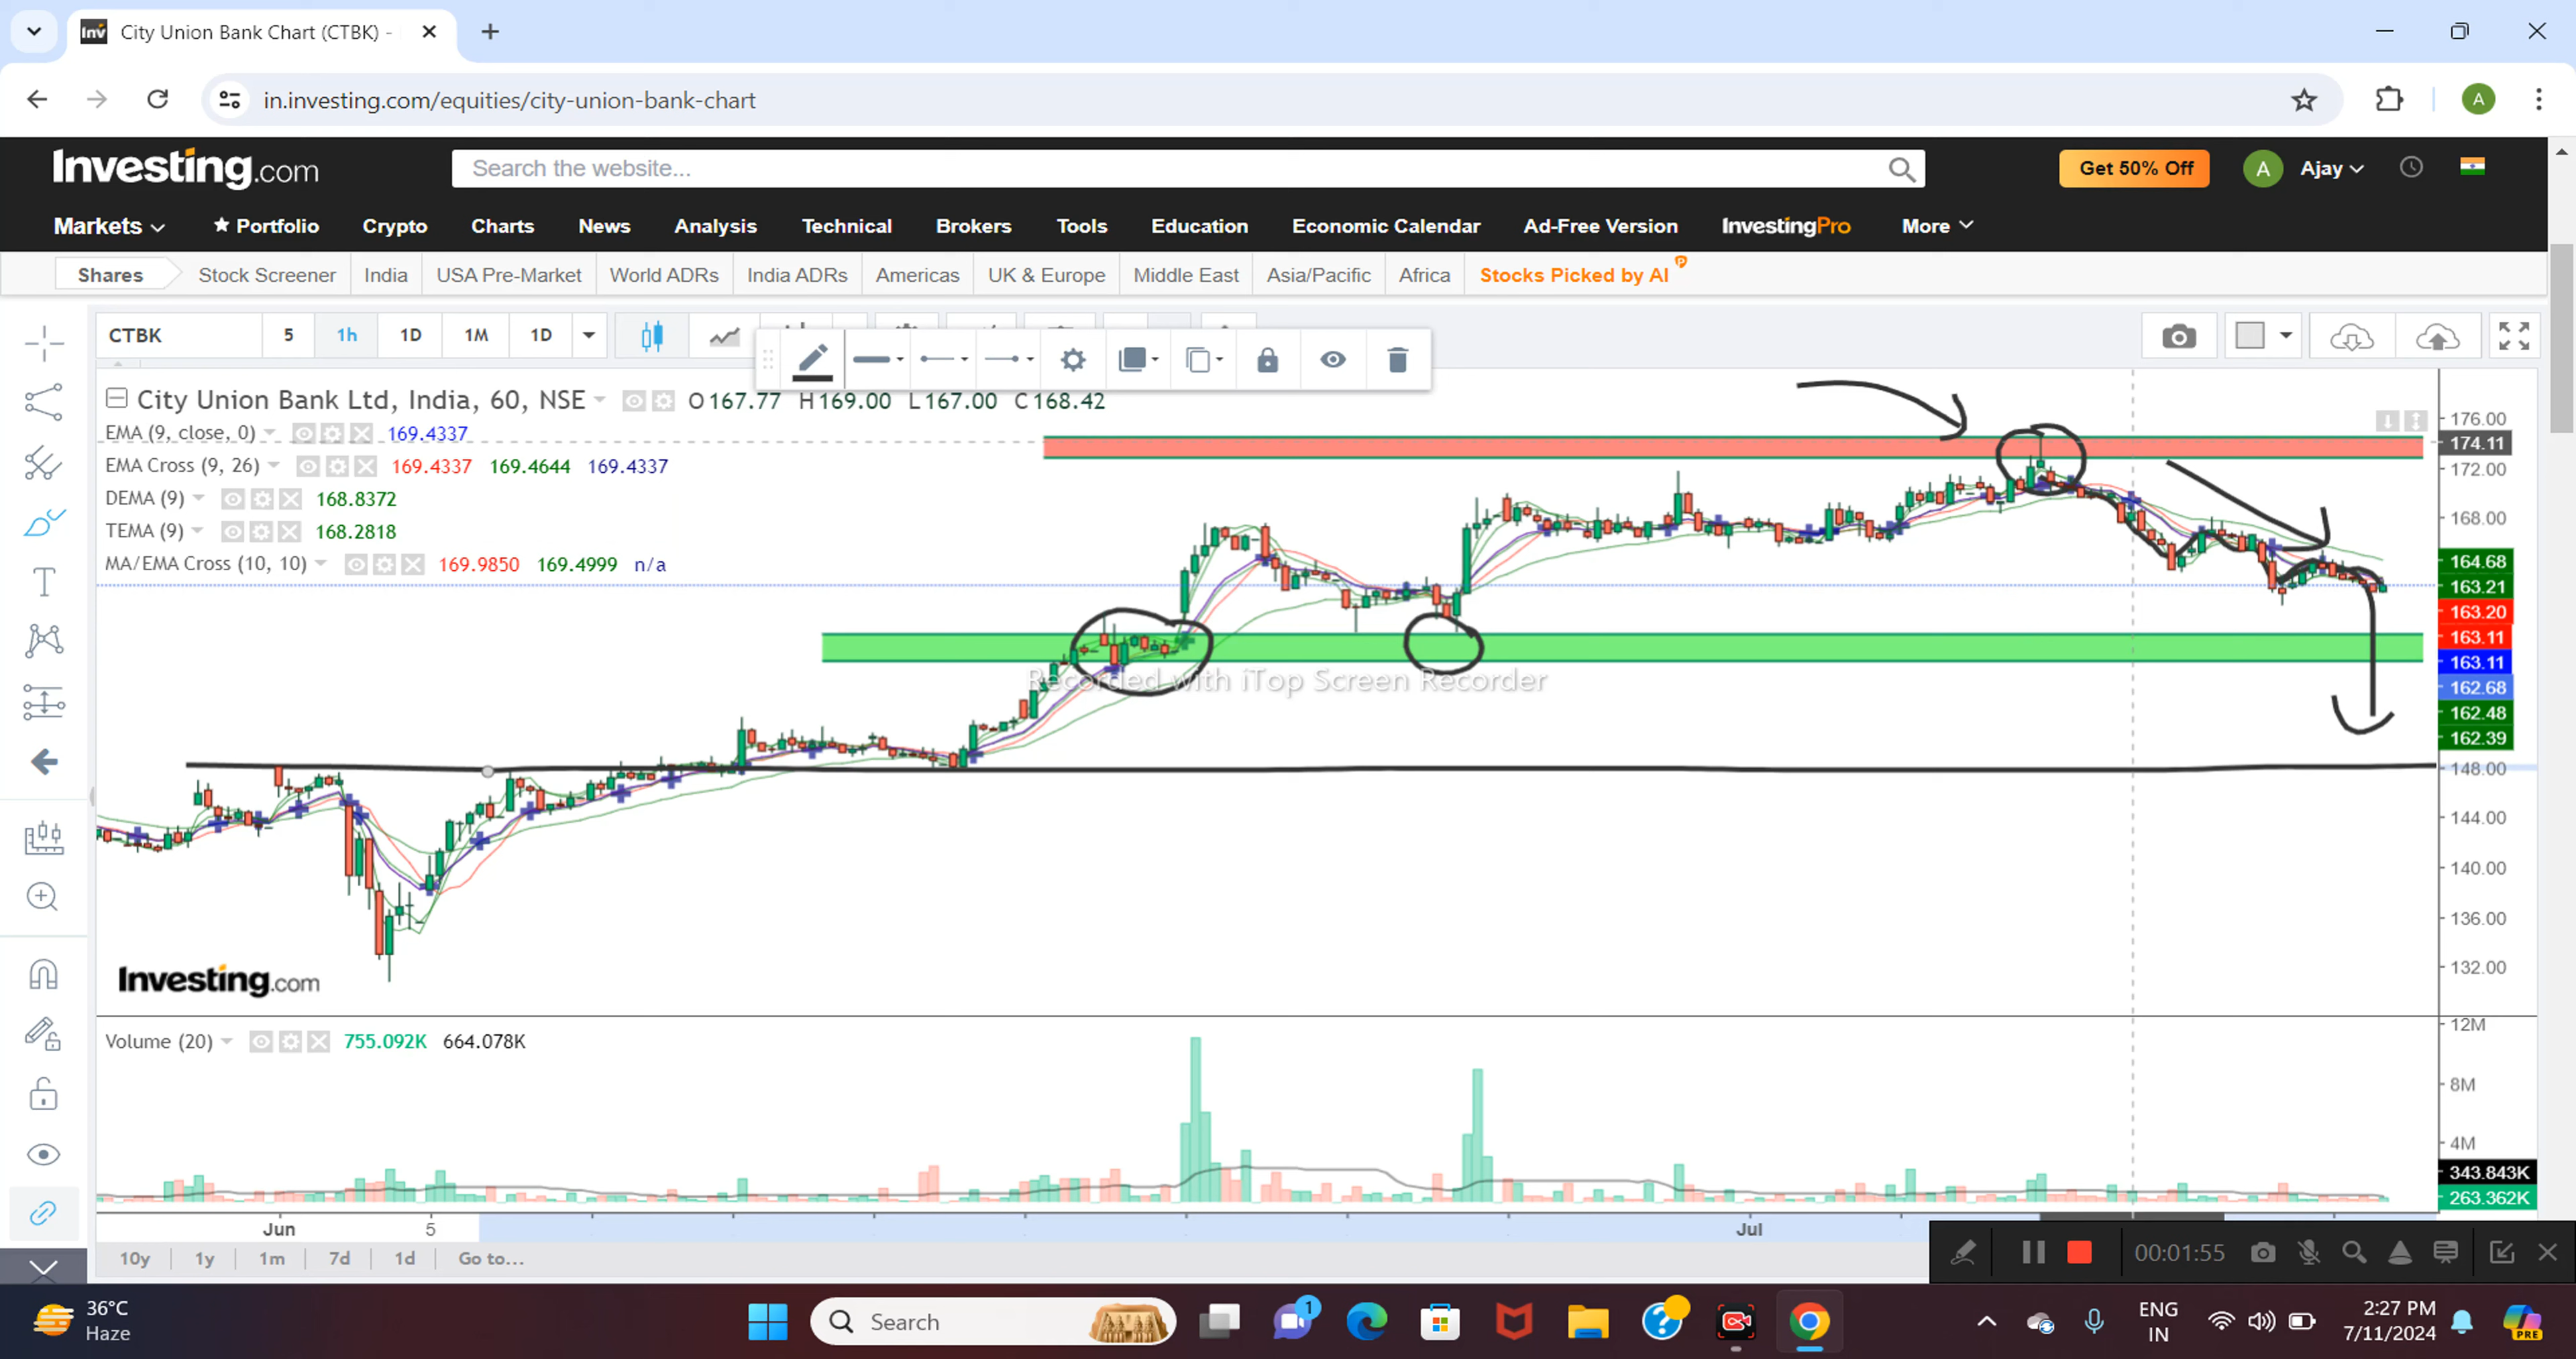 City Union Bank Chart (CTBK) -
in.investing.com/equities/city-union-bank-chart
Investing.com
Search the website...
Get 50% Off
A
Ajay
Markets
Portfolio
Crypto
Charts
News
Analysis
Technical
Brokers
Tools
Education
Economic Calendar
Ad-Free Version
InvestingPro
More
Shares
Stock Screener
India
USA Pre-Market
World ADRs
India ADRs
Americas
UK & Europe
Middle East
Asia/Pacific
Africa
Stocks Picked by AI
CTBK
5
1h
1D
1M
1D
City Union Bank Ltd, India, 60, NSE
O 167.77 H 169.00 L 167.00 C 168.42
EMA (9, close, 0) 169.4337
EMA Cross (9, 26) 169.4337 169.4644 169.4337
DEMA (9) 168.8372
TEMA (9) 168.2818
MA/EMA Cross (10, 10) 169.9850 169.4999 n/a
176.00
174.11
172.00
168.00
164.68
163.21
163.20
163.11
163.11
162.68
162.48
162.39
148.00
144.00
140.00
136.00
132.00
Recorded with iTop Screen Recorder
Investing.com
Volume (20) 755.092K 664.078K
12M
8M
4M
343.843K
263.362K
Jun
5
Jul
10y
1y
1m
7d
1d
Go to...
00:01:55
36°C
Haze
Search
1
ENG
IN
2:27 PM
7/11/2024
PRE